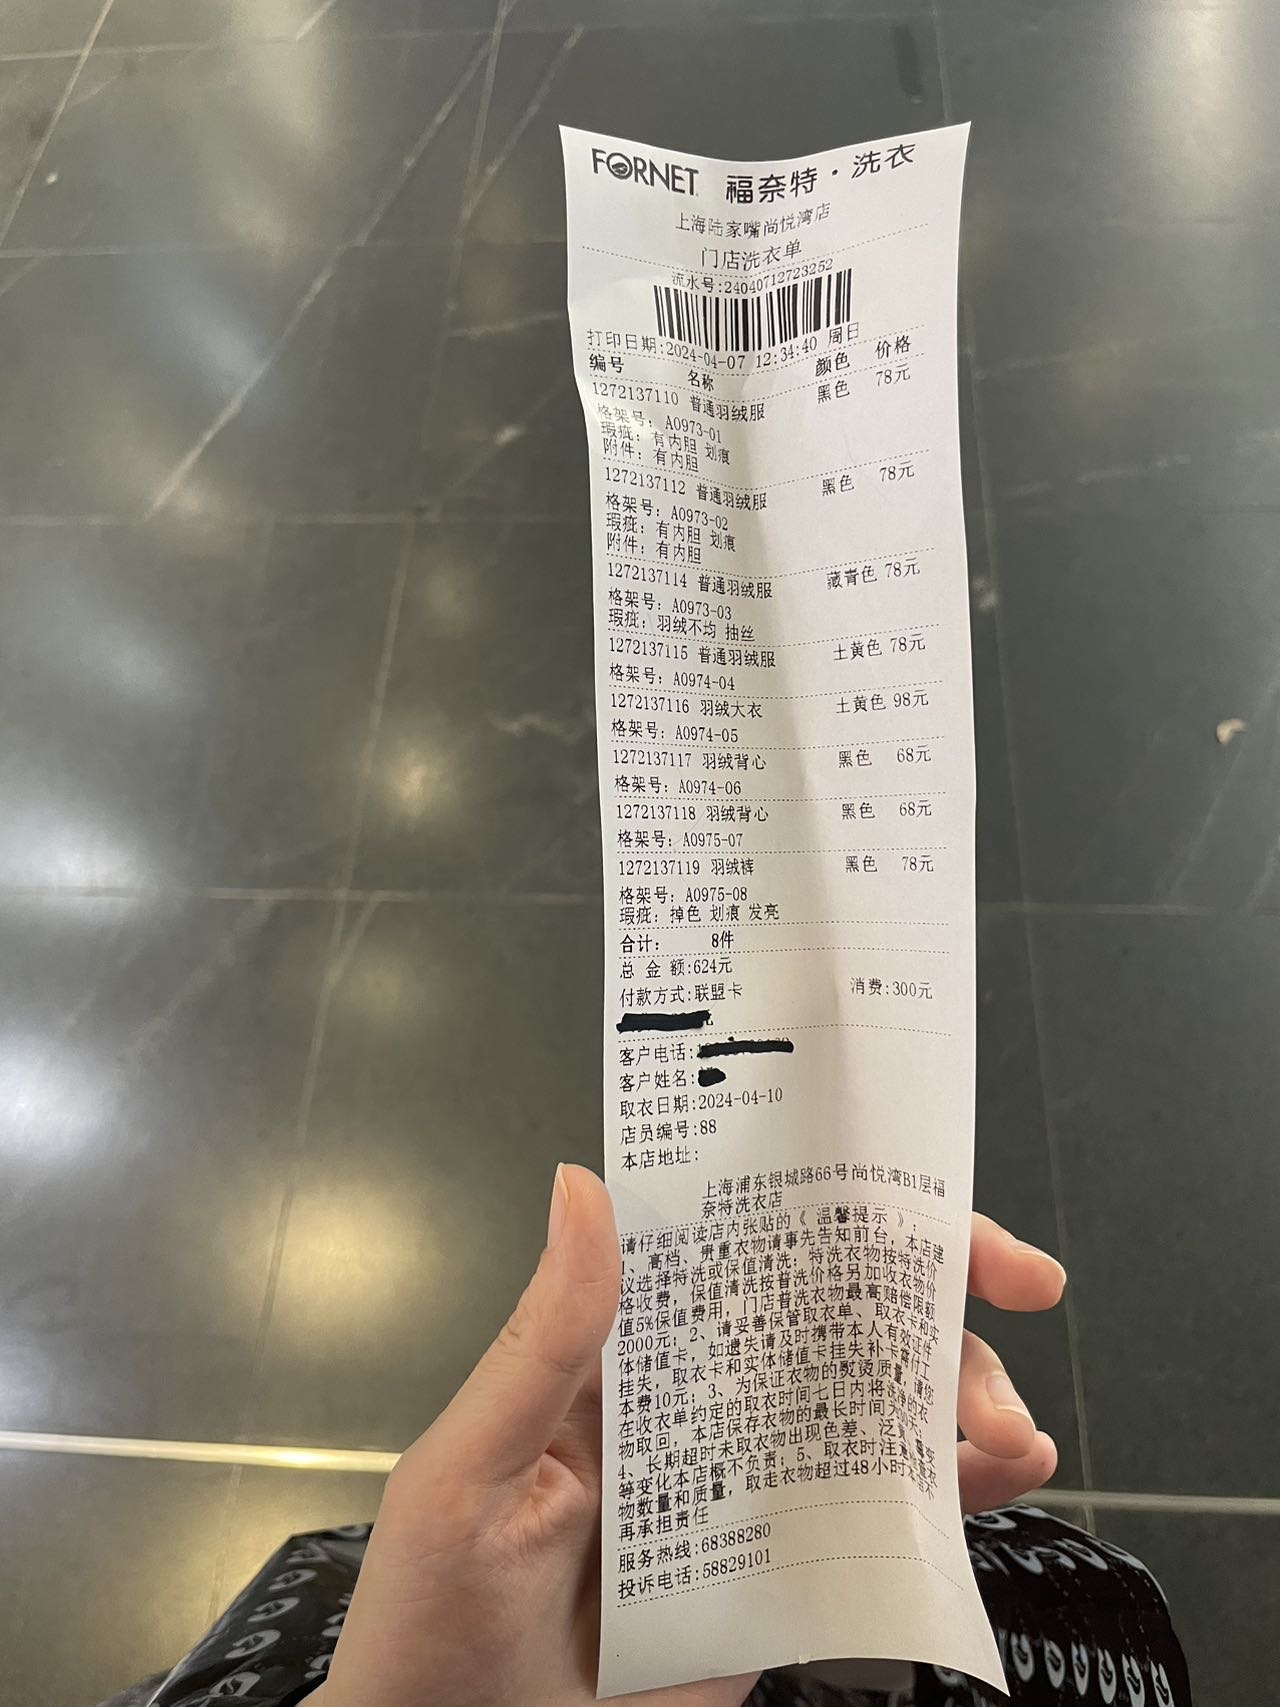 FORNET 福奈特·洗衣
上海陆家嘴尚悦湾店
门店洗衣单
流水号:24040712723252
打印日期:2024-04-07 12:34:40 周日
编号 名称 颜色 价格
1272137110 普通羽绒服 黑色 78元
格架号: A0973-01
瑕疵: 有内胆 划痕
附件: 有内胆
1272137112 普通羽绒服 黑色 78元
格架号: A0973-02
瑕疵: 有内胆 划痕
附件: 有内胆
1272137114 普通羽绒服 藏青色 78元
格架号: A0973-03
瑕疵: 羽绒不均 抽丝
1272137115 普通羽绒服 土黄色 78元
格架号: A0974-04
1272137116 羽绒大衣 土黄色 98元
格架号: A0974-05
1272137117 羽绒背心 黑色 68元
格架号: A0974-06
1272137118 羽绒背心 黑色 68元
格架号: A0975-07
1272137119 羽绒裤 黑色 78元
格架号: A0975-08
瑕疵: 掉色 划痕 发亮
合计: 8件
总 金 额:624元
付款方式:联盟卡 消费:300元
客户电话:
客户姓名:
取衣日期:2024-04-10
店员编号:88
本店地址:
上海浦东银城路66号尚悦湾B1层福
奈特洗衣店
请仔细阅读店内张贴的《 温馨提示 》:
1、高档、贵重衣物请事先告知前台，本店建
议选择特洗或保值清洗: 特洗衣物按特洗价
格收费，保值清洗按普洗价格另加收衣物价
值5%保值费用，门店普洗衣物最高赔偿限额
2000元; 2、请妥善保管取衣单、取衣卡和实
体储值卡，如遗失请及时携带本人有效证件
挂失，取衣卡和实体储值卡挂失补卡需付工
本费10元; 3、为保证衣物的熨烫质量，请您
在收衣单约定的取衣时间七日内将洗净的衣
物取回，本店保存衣物的最长时间为
4、长期超时未取衣物出现色差、泛黄、霉变
等变化本店概不负责; 5、取衣时注意
物数量和质量，取走衣物超过48小时
再承担责任
服务热线:68388280
投诉电话:58829101